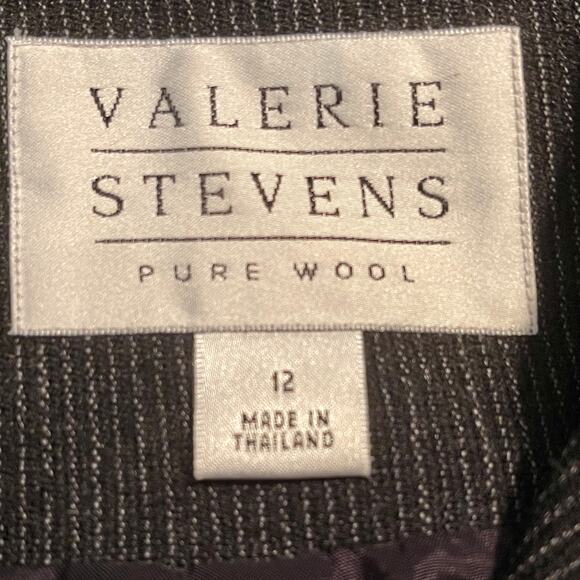 VALERIE
STEVENS
PURE WOOL
12
MADE IN
THAILAND